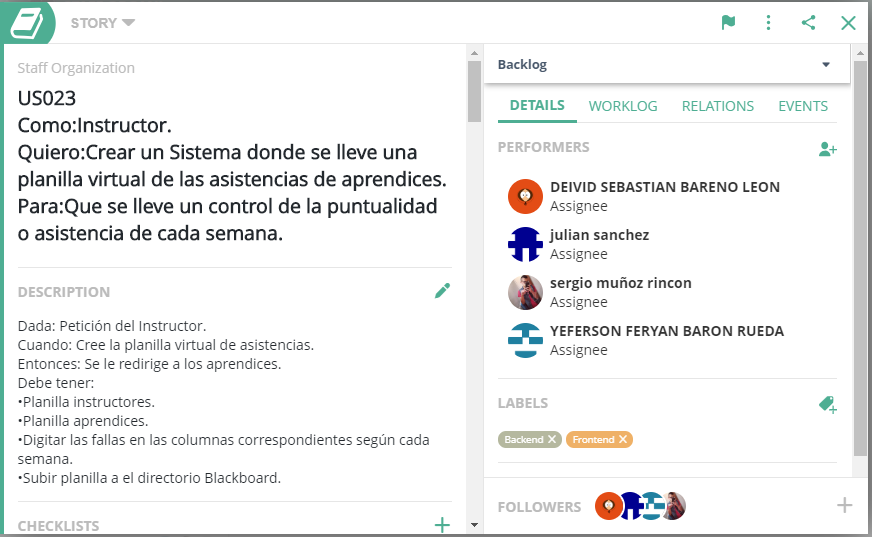 STORY
Staff Organization
US023
Como:Instructor.
Quiero:Crear un Sistema donde se lleve una
planilla virtual de las asistencias de aprendices.
Para:Que se lleve un control de la puntualidad
o asistencia de cada semana.
DESCRIPTION
Dada: Petición del Instructor.
Cuando: Cree la planilla virtual de asistencias.
Entonces: Se le redirige a los aprendices.
Debe tener:
•Planilla instructores.
•Planilla aprendices.
•Digitar las fallas en las columnas correspondientes según cada
semana.
•Subir planilla a el directorio Blackboard.
CHECKLISTS
Backlog
DETAILS WORKLOG RELATIONS EVENTS
PERFORMERS
DEIVID SEBASTIAN BARENO LEON
Assignee
julian sanchez
Assignee
sergio muñoz rincon
Assignee
YEFERSON FERYAN BARON RUEDA
Assignee
LABELS
Backend Frontend
FOLLOWERS